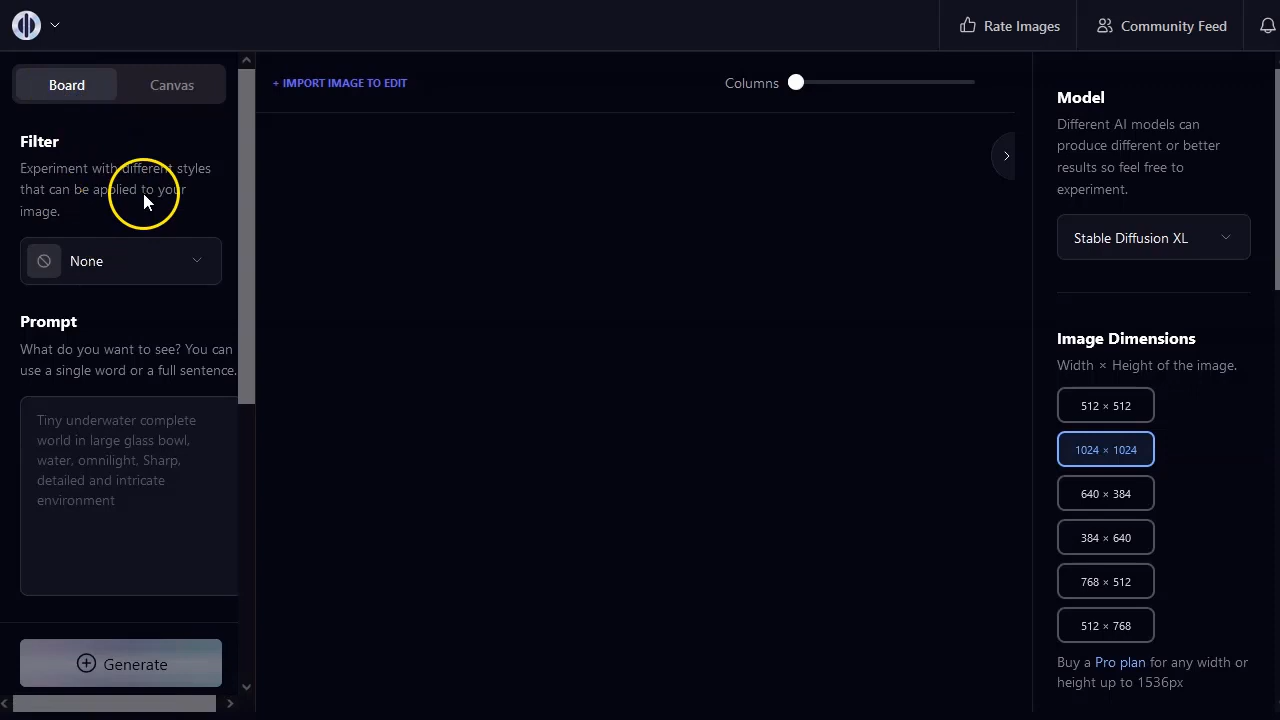 Rate Images
Community Feed
Board
Canvas
+ IMPORT IMAGE TO EDIT
Columns
Filter
Experiment with different styles
that can be applied to your
image.
None
Prompt
What do you want to see? You can
use a single word or a full sentence.
Tiny underwater complete
world in large glass bowl,
water, omnilight, Sharp,
detailed and intricate
environment
Generate
Model
Different AI models can
produce different or better
results so feel free to
experiment.
Stable Diffusion XL
Image Dimensions
Width × Height of the image.
512 × 512
1024 × 1024
640 × 384
384 × 640
768 × 512
512 × 768
Buy a Pro plan for any width or
height up to 1536px